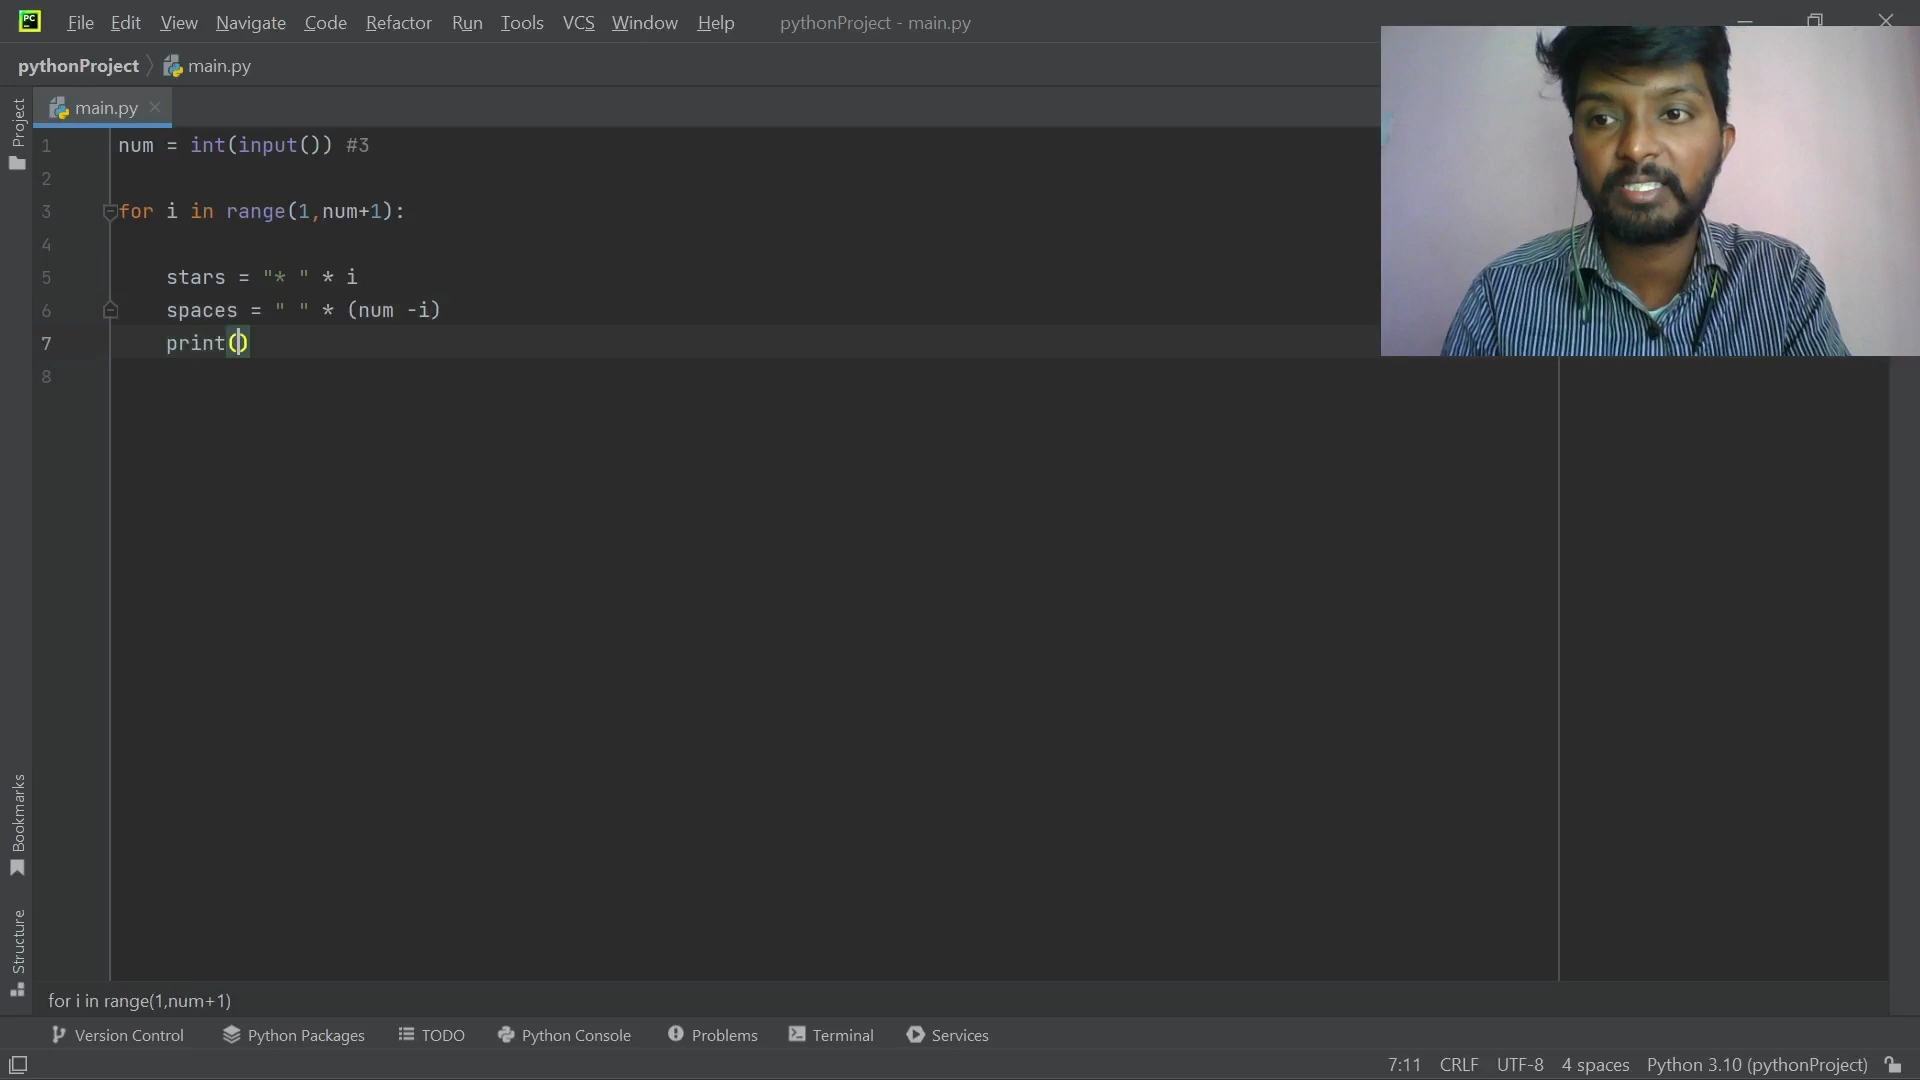 PC File Edit View Navigate Code Refactor Run Tools VCS Window Help pythonProject - main.py
pythonProject main.py
Project
main.py
1 num = int(input()) #3
2
3 for i in range(1,num+1):
4
5 stars = "* " * i
6 spaces = " " * (num -i)
7 print()
8
Bookmarks
Structure
for i in range(1,num+1)
Version Control Python Packages TODO Python Console Problems Terminal Services
7:11 CRLF UTF-8 4 spaces Python 3.10 (pythonProject)